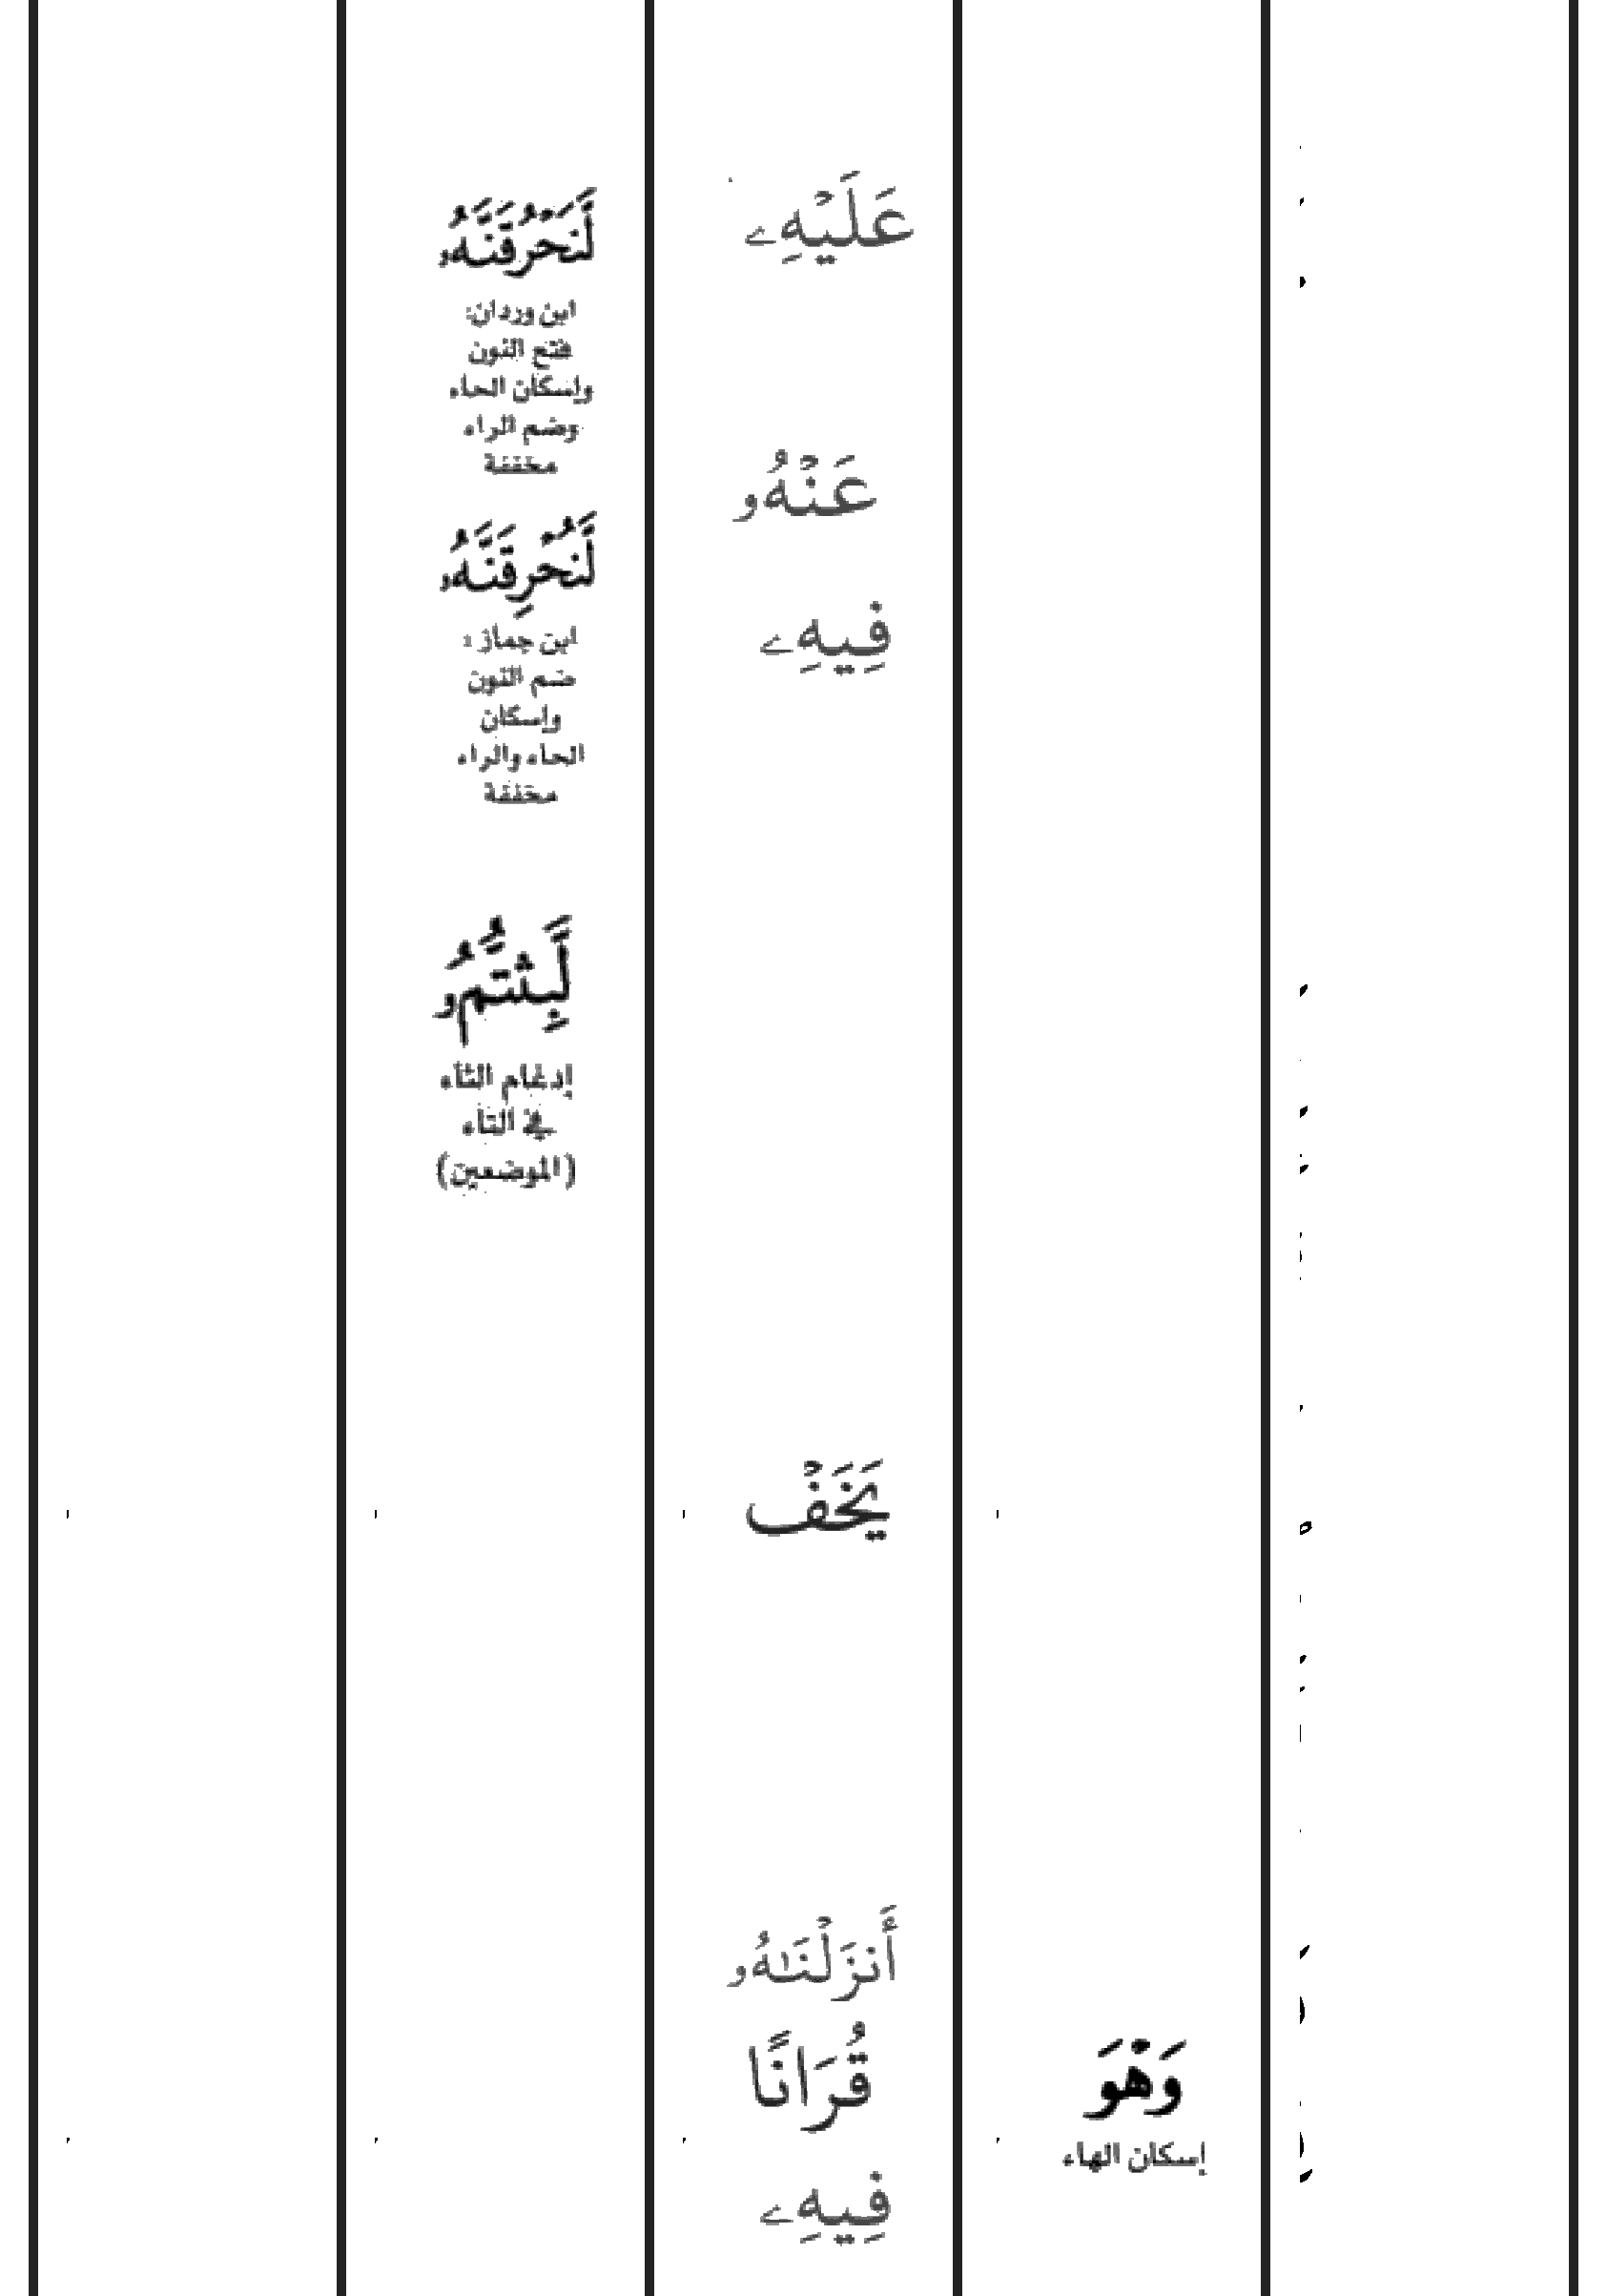 وَهْوَ
إسكان الهاء
عَلَيْهِے
عَنْهُو
فِيهِے
يَخَفْ
أَنزَلْنَٰهُو
قُرَانًا
فِيهِے
لَّنَحْرُقَنَّهُو
ابن وردان:
فتح النون
وإسكان الحاء
وضم الراء
مخففة
لَّنُحْرِقَنَّهُو
ابن جماز:
ضم النون
وإسكان
الحاء والراء
مخففة
لَّبِثتُّمُو
إدغام الثاء
في التاء
(الموضعين)